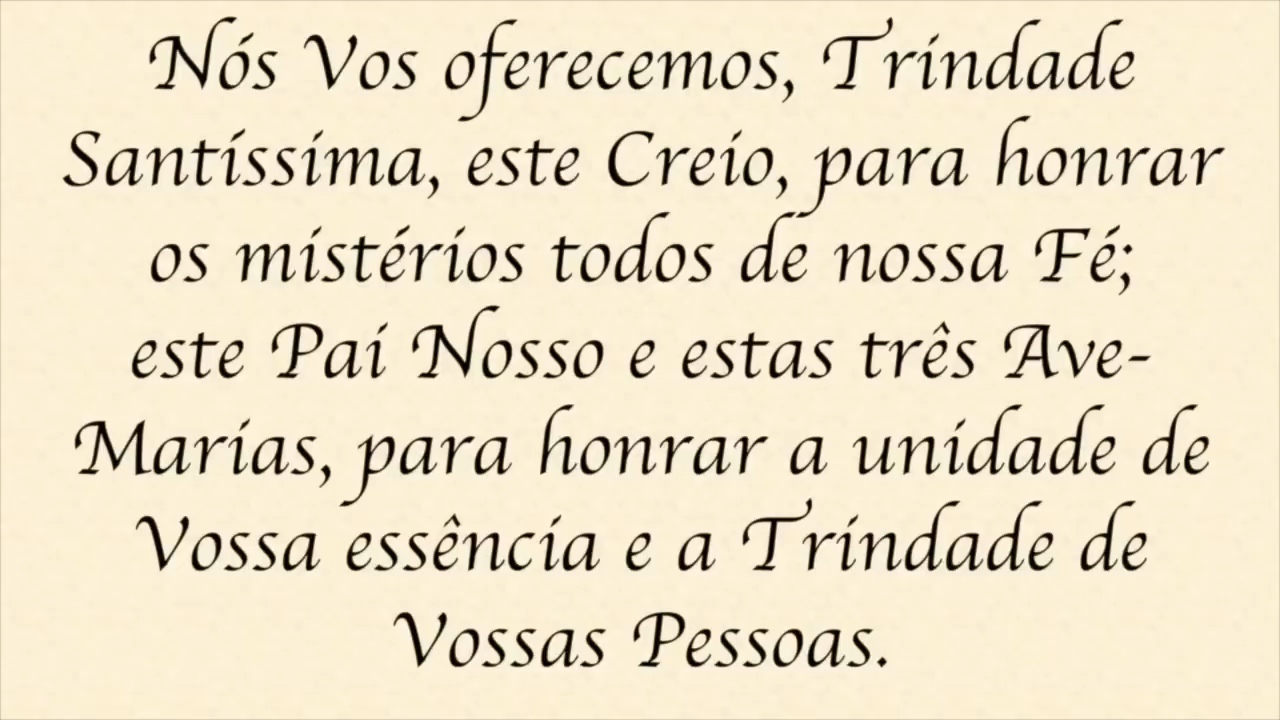 Nós Vos oferecemos, Trindade
Santíssima, este Creio, para honrar
os mistérios todos de nossa Fé;
este Pai Nosso e estas três Ave-
Marias, para honrar a unidade de
Vossa essência e a Trindade de
Vossas Pessoas.